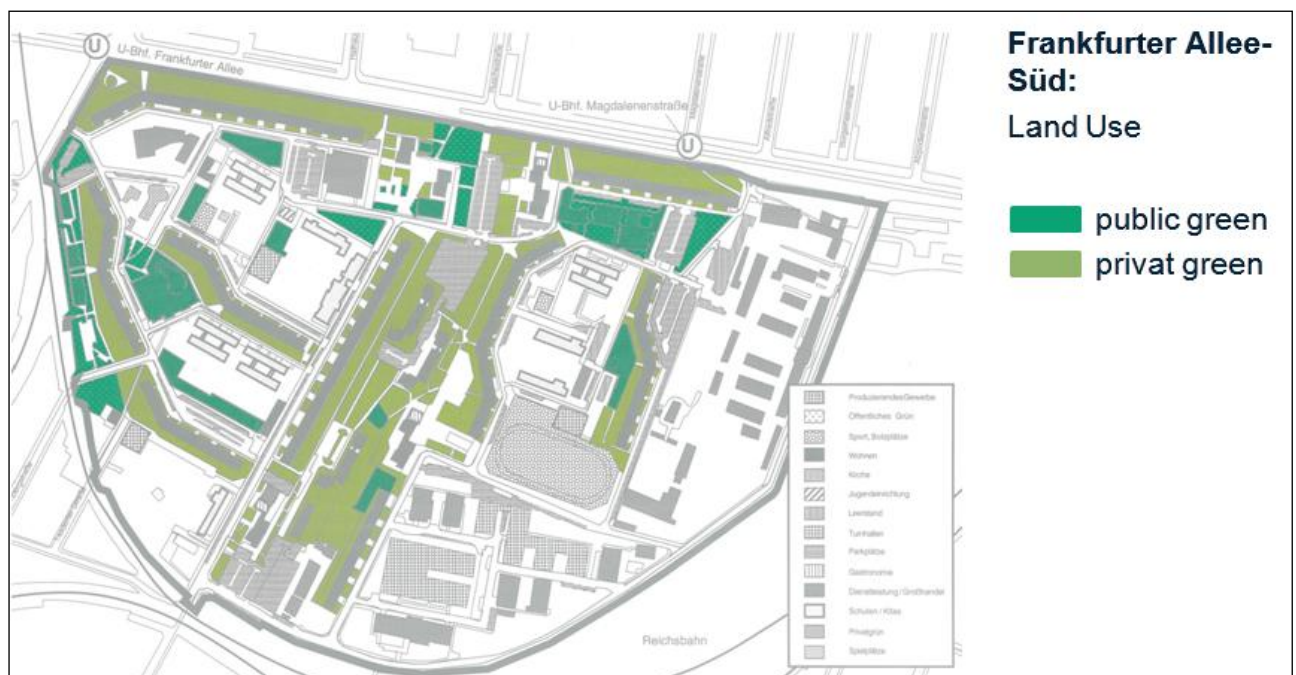 Frankfurter Allee-
Süd:
Land Use
public green
privat green
U
U-Bhf. Frankfurter Allee
U-Bhf. Magdalenenstraße
U
Produzierendes Gewerbe
Öffentliches Grün
Sport, Bolzplätze
Wohnen
Kirche
Jugendeinrichtung
Leerstand
Turnhallen
Parkplätze
Gastronomie
Dienstleistung / Großhandel
Schulen / Kitas
Privatgrün
Spielplätze
Reichsbahn